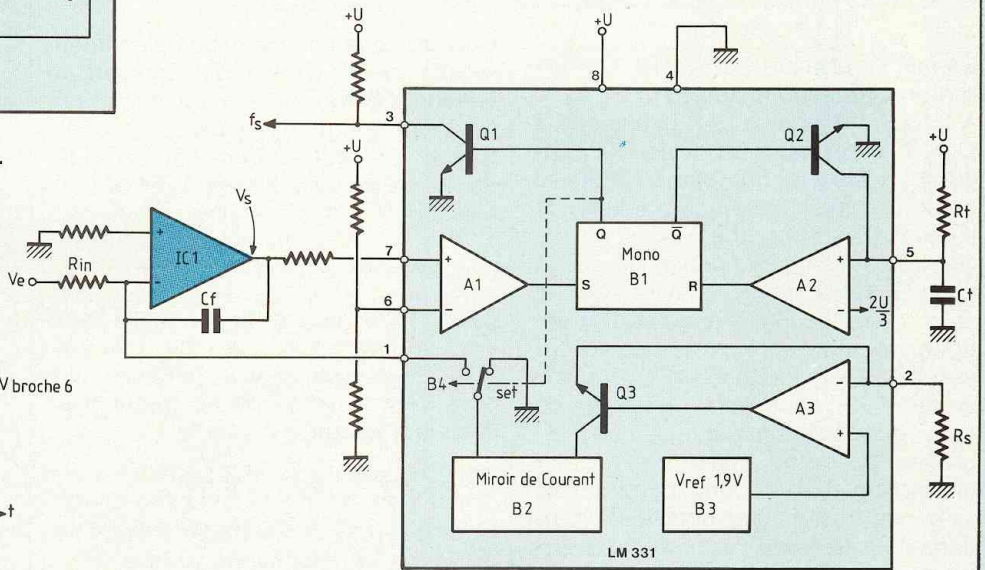 +U
+U
8
4
fs
3
Q1
Q2
+U
+U
Vs
Rt
+
IC1
-
7
+
A1
-
S
Q
Q̅
Mono
B1
R
+
A2
-
2U/3
5
Ct
Ve
Rin
Cf
6
1
V broche 6
B4
set
Q3
-
A3
+
2
Rs
Miroir de Courant
B2
Vref 1,9V
B3
t
LM 331